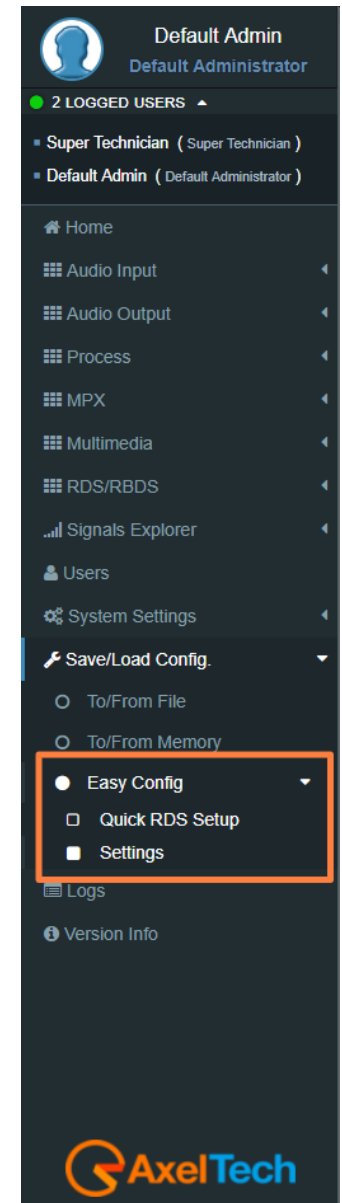 Default Admin
Default Administrator
2 LOGGED USERS
Super Technician ( Super Technician )
Default Admin ( Default Administrator )
Home
Audio Input
Audio Output
Process
MPX
Multimedia
RDS/RBDS
Signals Explorer
Users
System Settings
Save/Load Config.
To/From File
To/From Memory
Easy Config
Quick RDS Setup
Settings
Logs
Version Info
AxelTech